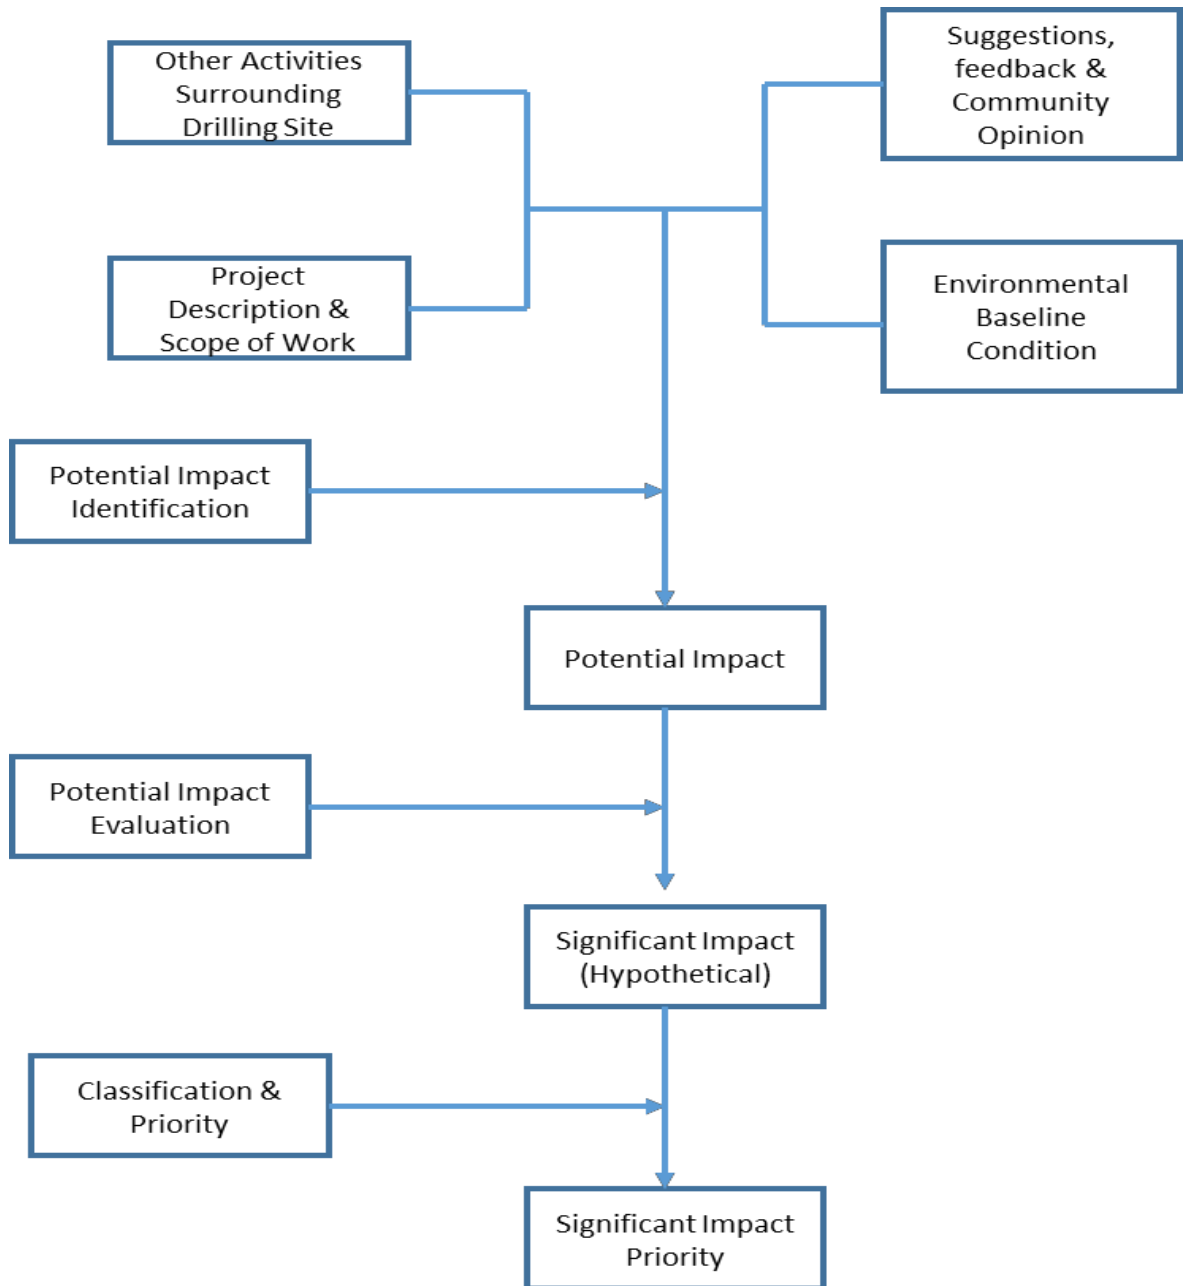 Other Activities
Surrounding
Drilling Site
Suggestions,
feedback &
Community
Opinion
Project
Description &
Scope of Work
Environmental
Baseline
Condition
Potential Impact
Identification
Potential Impact
Potential Impact
Evaluation
Significant Impact
(Hypothetical)
Classification &
Priority
Significant Impact
Priority